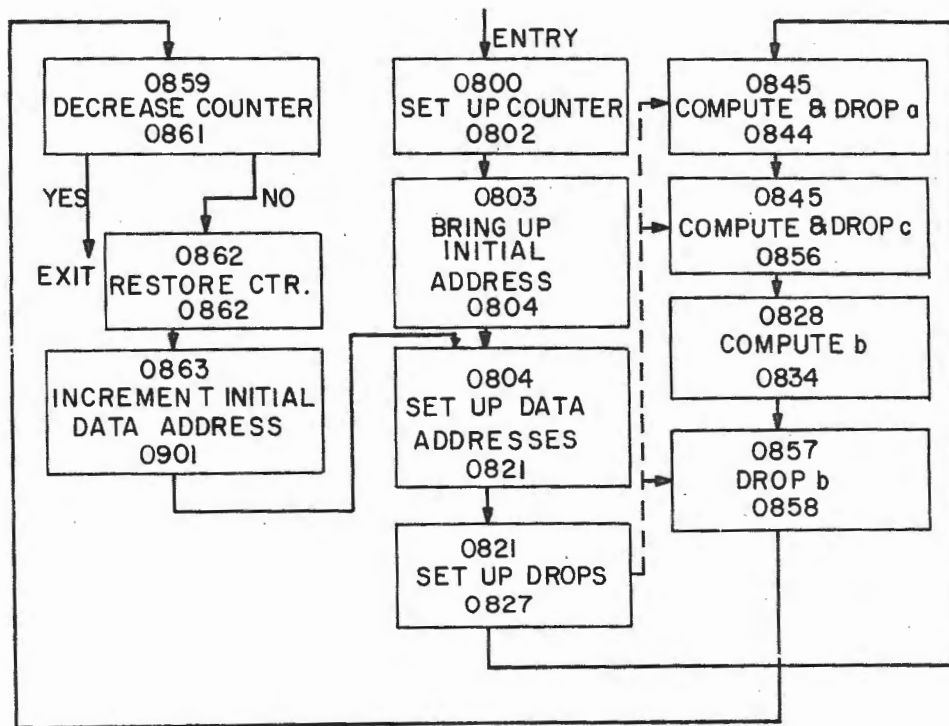 ENTRY
0859
DECREASE COUNTER
0861
YES
NO
EXIT
0862
RESTORE CTR.
0862
0863
INCREMENT INITIAL
DATA ADDRESS
0901
0800
SET UP COUNTER
0802
0803
BRING UP
INITIAL
ADDRESS
0804
0804
SET UP DATA
ADDRESSES
0821
0821
SET UP DROPS
0827
0845
COMPUTE & DROP a
0844
0845
COMPUTE & DROP c
0856
0828
COMPUTE b
0834
0857
DROP b
0858